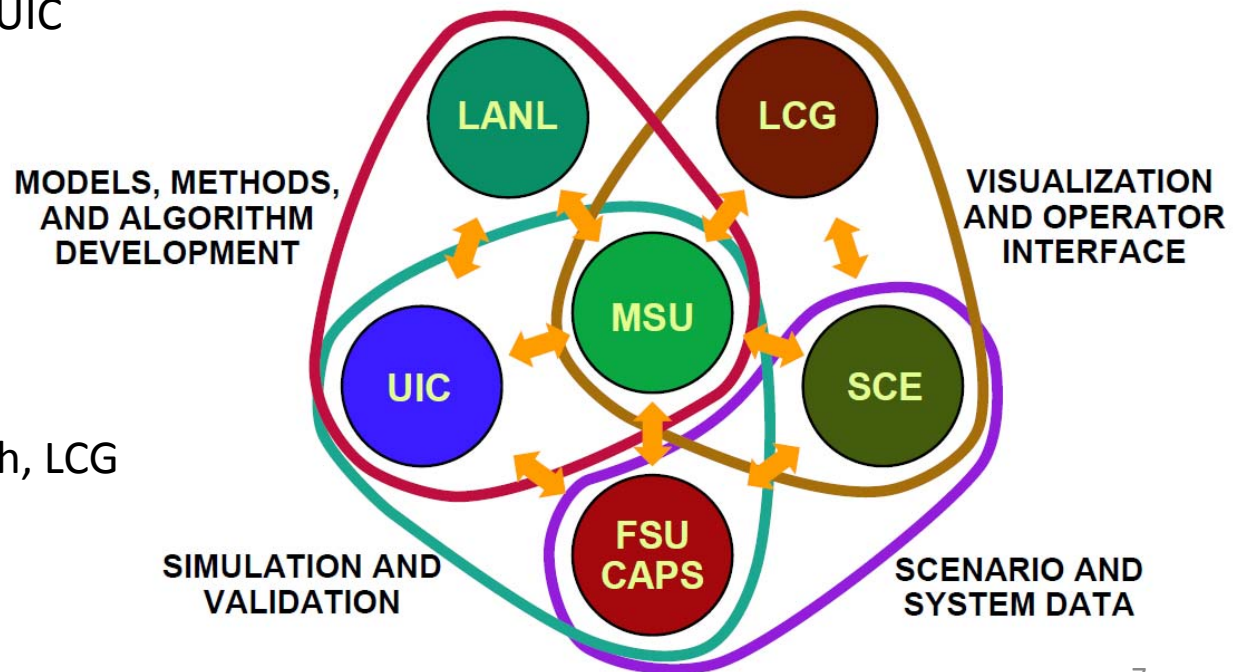 UIC
LANL
LCG
MODELS, METHODS,
AND ALGORITHM
DEVELOPMENT
VISUALIZATION
AND OPERATOR
INTERFACE
MSU
UIC
SCE
h, LCG
FSU
CAPS
SIMULATION AND
VALIDATION
SCENARIO AND
SYSTEM DATA